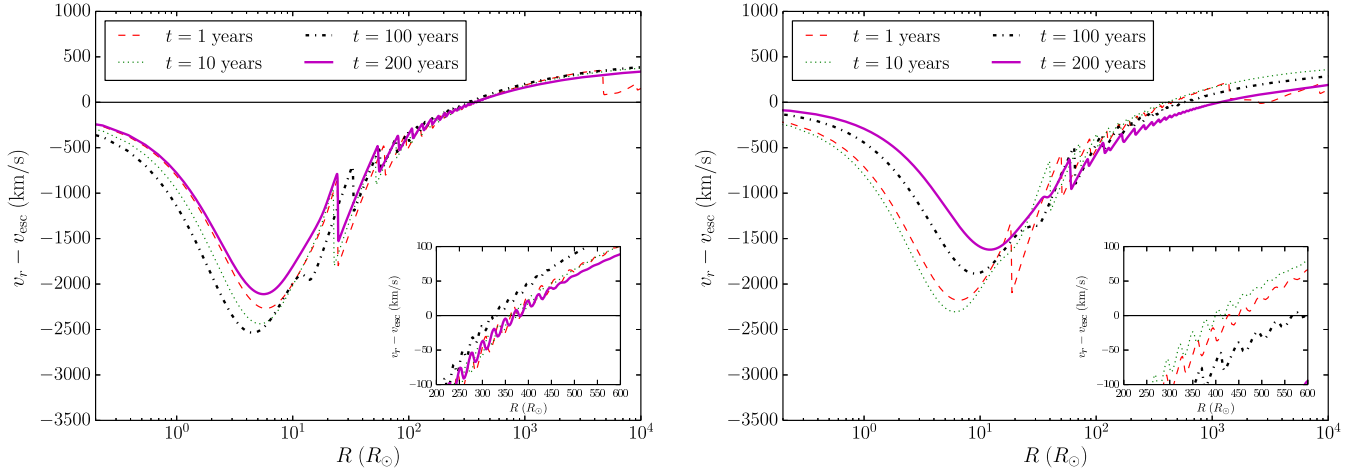 1000
500
0
−500
−1000
−1500
−2000
−2500
−3000
−3500
v_r − v_esc (km/s)
t = 1 years
t = 10 years
t = 100 years
t = 200 years
10^0
10^1
10^2
10^3
10^4
R (R_⊙)
100
50
0
−50
−100
v_r − v_esc (km/s)
200 250 300 350 400 450 500 550 600
R (R_⊙)
1000
500
0
−500
−1000
−1500
−2000
−2500
−3000
−3500
v_r − v_esc (km/s)
t = 1 years
t = 10 years
t = 100 years
t = 200 years
10^0
10^1
10^2
10^3
10^4
R (R_⊙)
100
50
0
−50
−100
v_r − v_esc (km/s)
200 250 300 350 400 450 500 550 600
R (R_⊙)